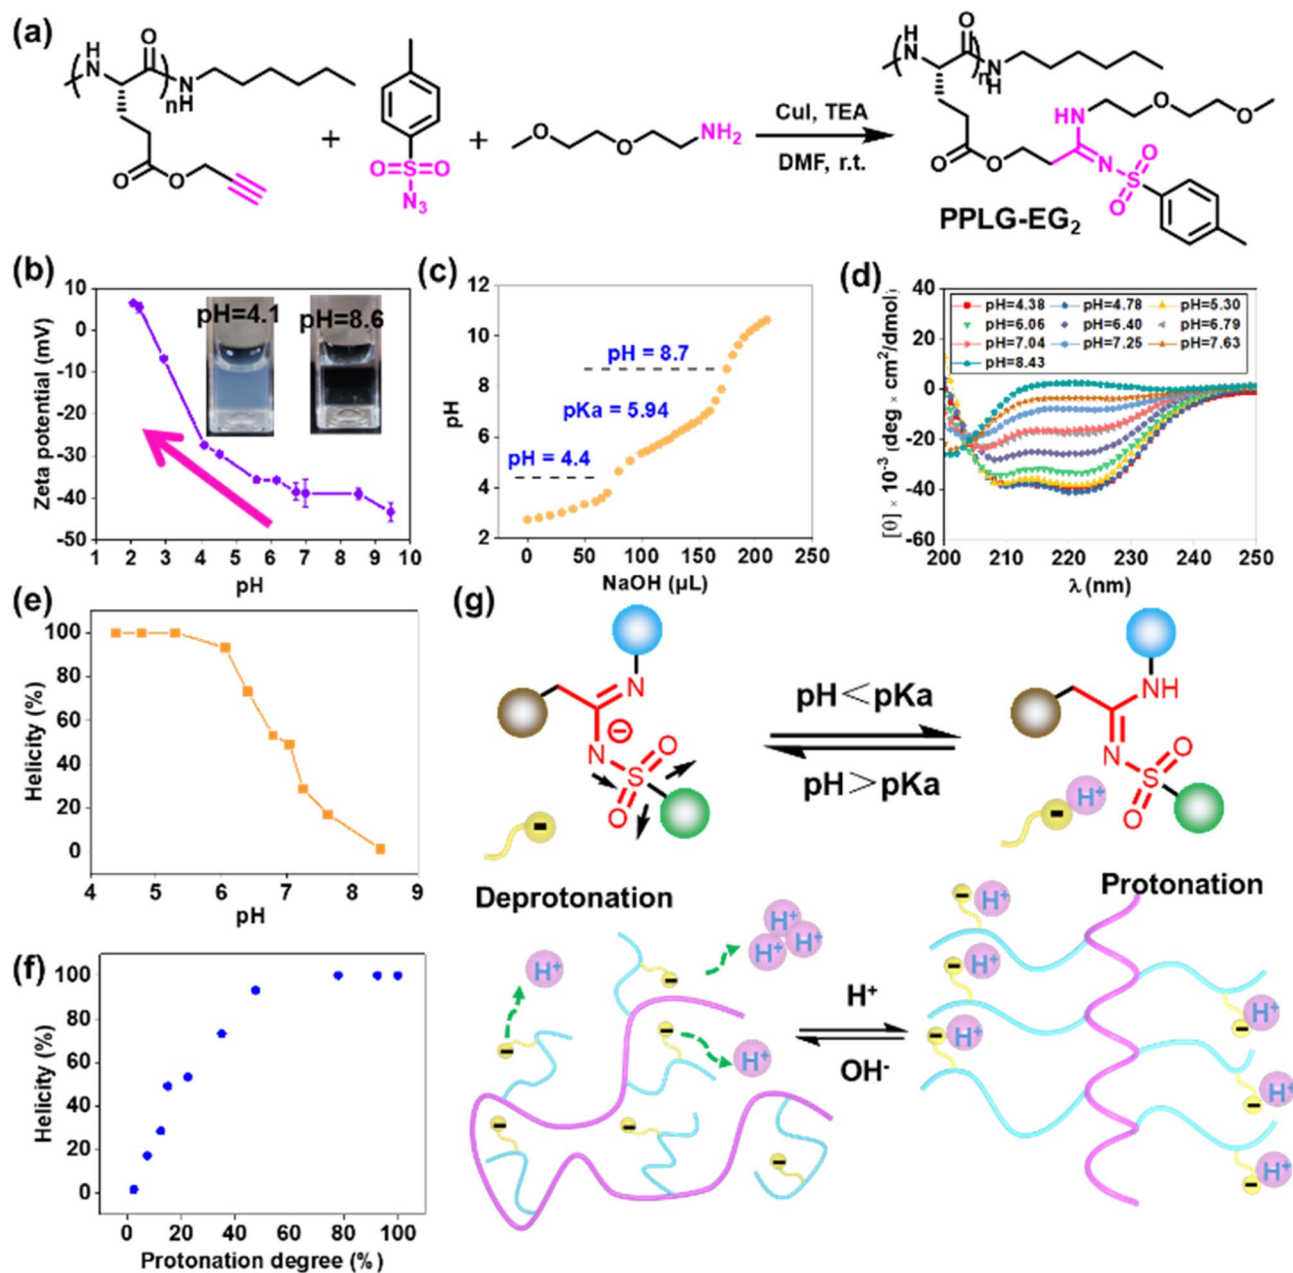 (a)
H
N
O
n
N
H
O
O
+
O=S=O
N3
+
O
O
NH2
CuI, TEA
DMF, r.t.
H
N
O
n
N
H
O
O
HN
O
O
N
O
S
O
PPLG-EG2
(b)
Zeta potential (mV)
10
0
-10
-20
-30
-40
-50
1 2 3 4 5 6 7 8 9 10
pH
pH=4.1
pH=8.6
(c)
pH
12
10
8
6
4
2
0 50 100 150 200 250
NaOH (μL)
pH = 8.7
pKa = 5.94
pH = 4.4
(d)
[θ] × 10-3 (deg × cm2/dmol)
40
20
0
-20
-40
-60
200 210 220 230 240 250
λ (nm)
pH=4.38 pH=4.78 pH=5.30
pH=6.06 pH=6.40 pH=6.79
pH=7.04 pH=7.25 pH=7.63
pH=8.43
(e)
Helicity (%)
100
80
60
40
20
0
4 5 6 7 8 9
pH
(f)
Helicity (%)
100
80
60
40
20
0
0 20 40 60 80 100
Protonation degree (%)
(g)
N
N
O
S
O
pH<pKa
pH>pKa
NH
N
O
S
O
H+
Deprotonation
Protonation
H+
H+
H+
H+
H+
H+
OH-
H+
H+
H+
H+
H+
H+